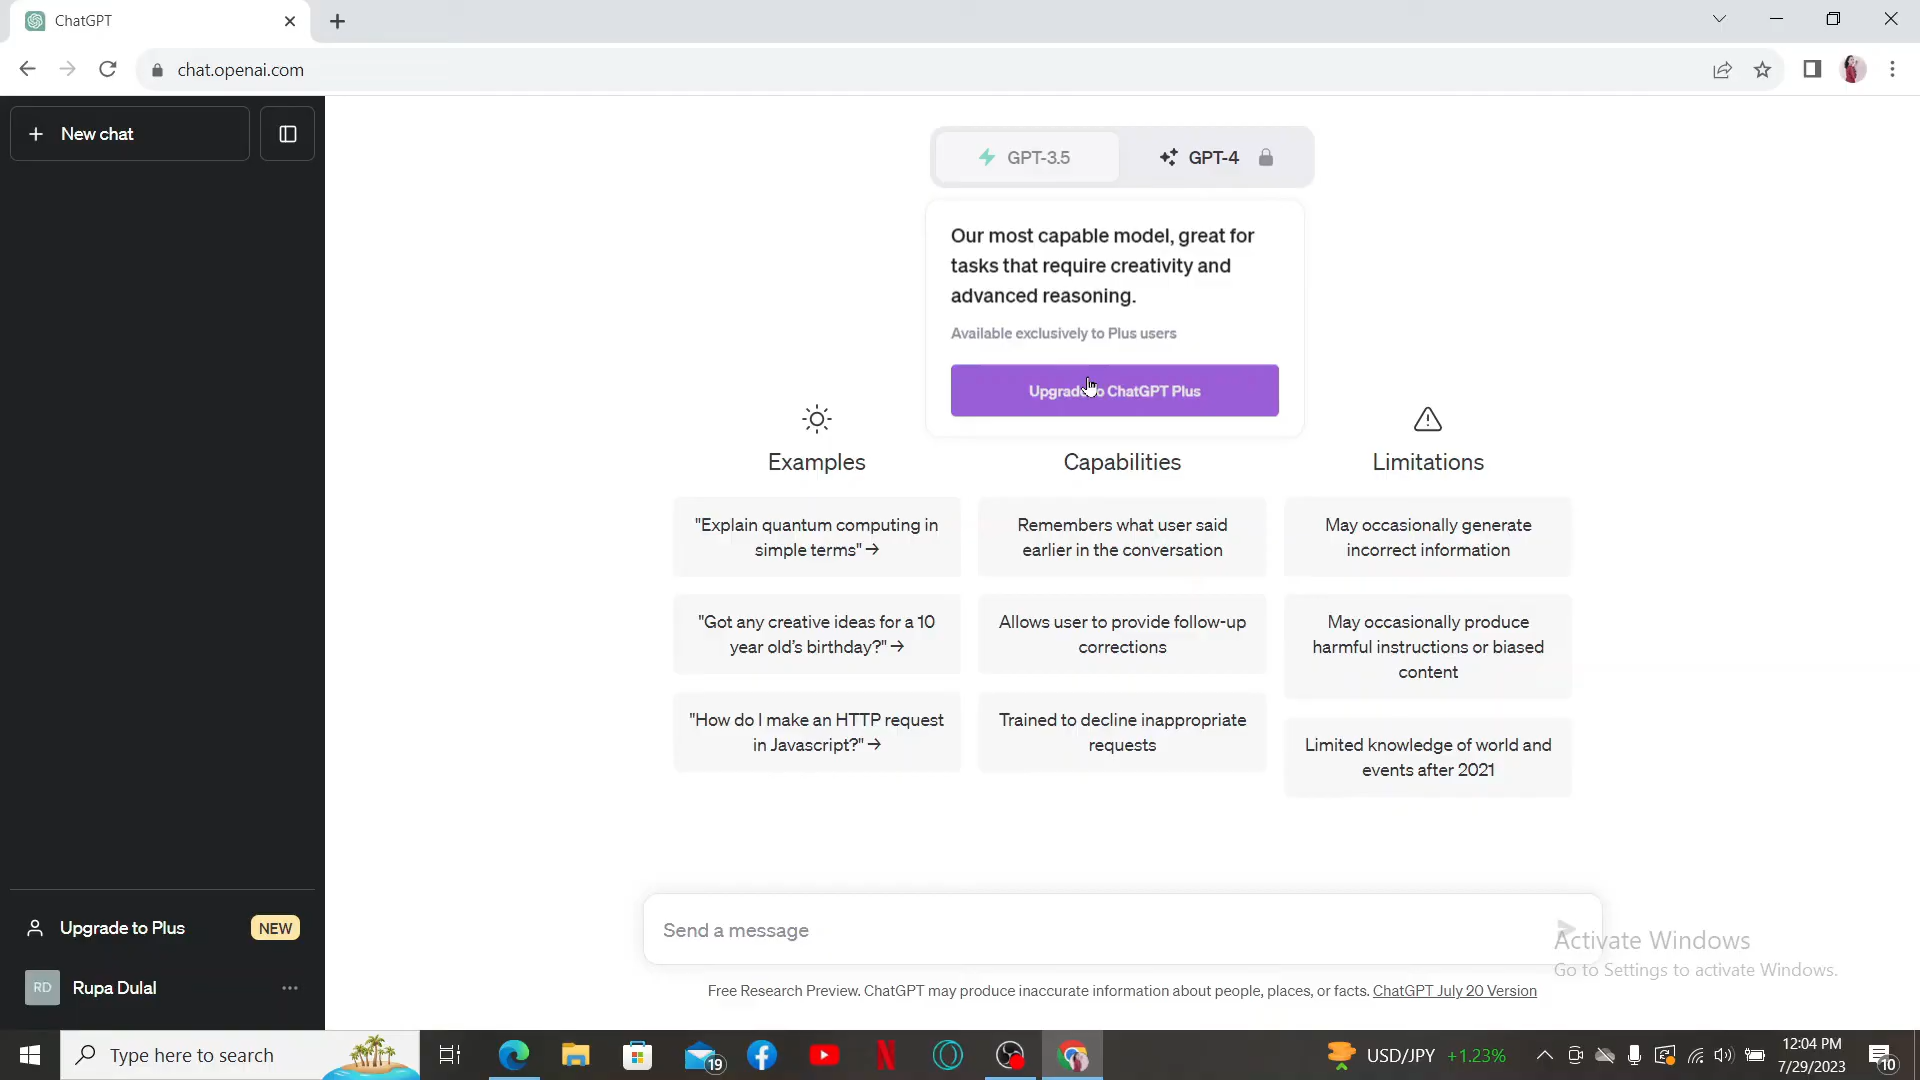 ChatGPT
chat.openai.com
New chat
GPT-3.5
GPT-4
Our most capable model, great for
tasks that require creativity and
advanced reasoning.
Available exclusively to Plus users
Upgrade to ChatGPT Plus
Examples
"Explain quantum computing in
simple terms" →
"Got any creative ideas for a 10
year old’s birthday?" →
"How do I make an HTTP request
in Javascript?" →
Capabilities
Remembers what user said
earlier in the conversation
Allows user to provide follow-up
corrections
Trained to decline inappropriate
requests
Limitations
May occasionally generate
incorrect information
May occasionally produce
harmful instructions or biased
content
Limited knowledge of world and
events after 2021
Upgrade to Plus
NEW
RD
Rupa Dulal
Send a message
Free Research Preview. ChatGPT may produce inaccurate information about people, places, or facts. ChatGPT July 20 Version
Activate Windows
Go to Settings to activate Windows.
Type here to search
19
USD/JPY +1.23%
12:04 PM
7/29/2023
10